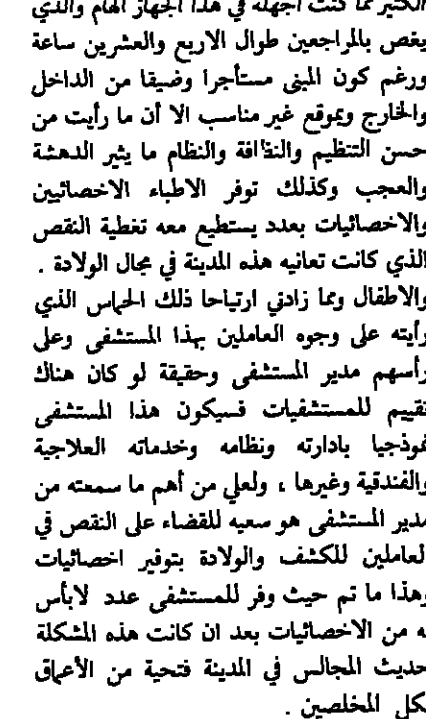 الكثير مما كنت أجهله في هذا الجهاز الهام والذي
يغص بالمراجعين طوال الاربع والعشرين ساعة
ورغم كون المبنى مستأجرا وضيقا من الداخل
والخارج وبموقع غير مناسب الا أن ما رأيت من
حسن التنظيم والنظافة والنظام ما يثير الدهشة
والعجب وكذلك توفر الاطباء الاخصائيين
والاخصائيات بعدد يستطيع معه تغطية النقص
الذي كانت تعانيه هذه المدينة في مجال الولادة .
والاطفال ومما زادني ارتياحا ذلك الحماس الذي
رأيته على وجوه العاملين بهذا المستشفى وعلى
رأسهم مدير المستشفى وحقيقة لو كان هناك
تقييم للمستشفيات فسيكون هذا المستشفى
نموذجيا بادارته ونظامه وخدماته العلاجية
والفندقية وغيرها ، ولعلي من أهم ما سمعته من
مدير المستشفى هو سعيه للقضاء على النقص في
لعاملين للكشف والولادة بتوفير اخصائيات
وهذا ما تم حيث وفر للمستشفى عدد لابأس
ه من الاخصائيات بعد ان كانت هذه المشكلة
حديث المجالس في المدينة فتحية من الأعماق
كل المخلصين .